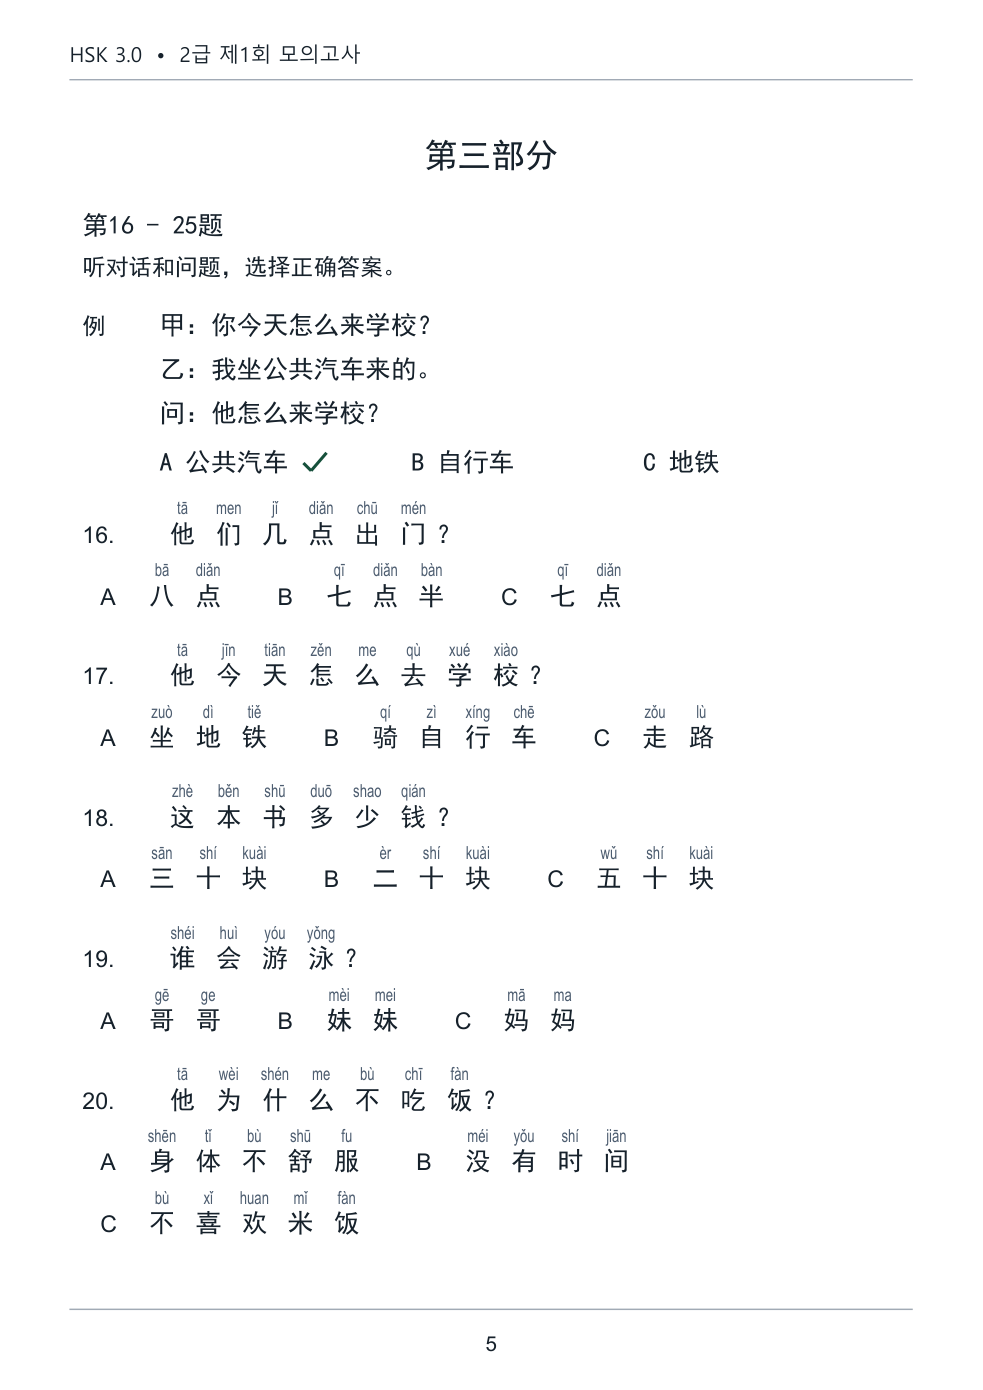 HSK 3.0 • 2급 제1회 모의고사
第三部分
第16 - 25题
听对话和问题，选择正确答案。
例 甲：你今天怎么来学校？
乙：我坐公共汽车来的。
问：他怎么来学校？
A 公共汽车 ✓ B 自行车 C 地铁
tā men jǐ diǎn chū mén
16. 他 们 几 点 出 门 ？
bā diǎn qī diǎn bàn qī diǎn
A 八 点 B 七 点 半 C 七 点
tā jīn tiān zěn me qù xué xiào
17. 他 今 天 怎 么 去 学 校 ？
zuò dì tiě qí zì xíng chē zǒu lù
A 坐 地 铁 B 骑 自 行 车 C 走 路
zhè běn shū duō shao qián
18. 这 本 书 多 少 钱 ？
sān shí kuài èr shí kuài wǔ shí kuài
A 三 十 块 B 二 十 块 C 五 十 块
shéi huì yóu yǒng
19. 谁 会 游 泳 ？
gē ge mèi mei mā ma
A 哥 哥 B 妹 妹 C 妈 妈
tā wèi shén me bù chī fàn
20. 他 为 什 么 不 吃 饭 ？
shēn tǐ bù shū fu méi yǒu shí jiān
A 身 体 不 舒 服 B 没 有 时 间
bù xǐ huan mǐ fàn
C 不 喜 欢 米 饭
5